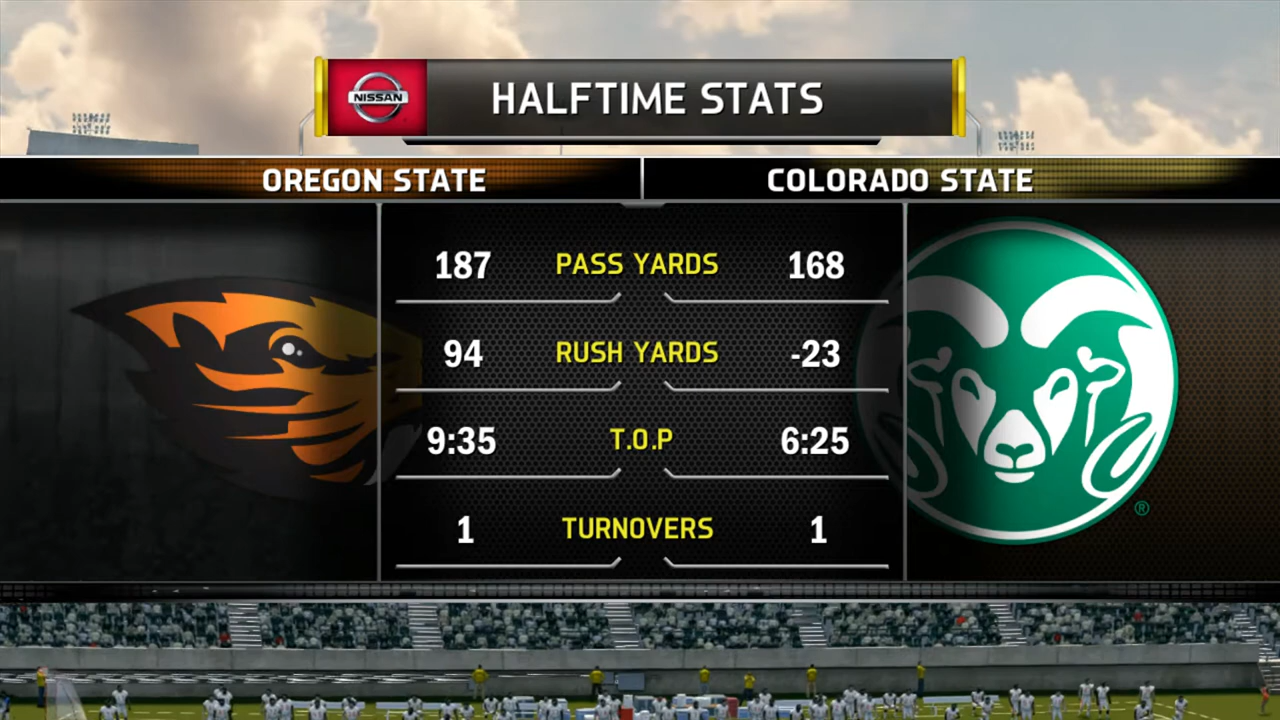 NISSAN
HALFTIME STATS
OREGON STATE COLORADO STATE
187 PASS YARDS 168
94 RUSH YARDS -23
9:35 T.O.P 6:25
1 TURNOVERS 1
®